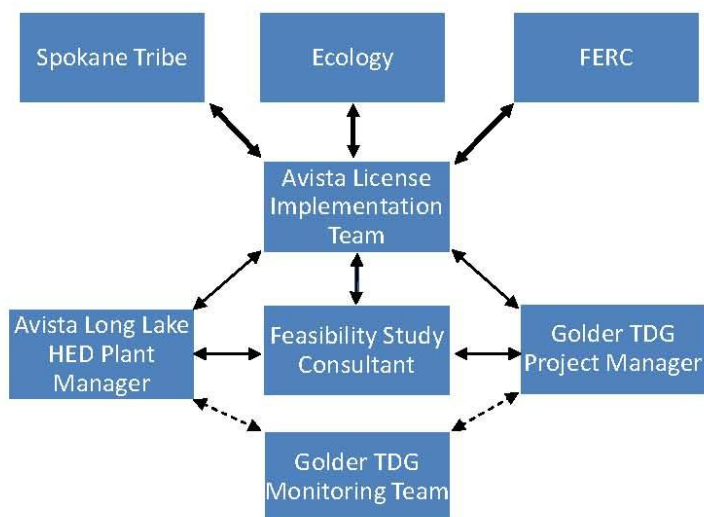 Spokane Tribe
Ecology
FERC
Avista License
Implementation
Team
Avista Long Lake
HED Plant
Manager
Feasibility Study
Consultant
Golder TDG
Project Manager
Golder TDG
Monitoring Team